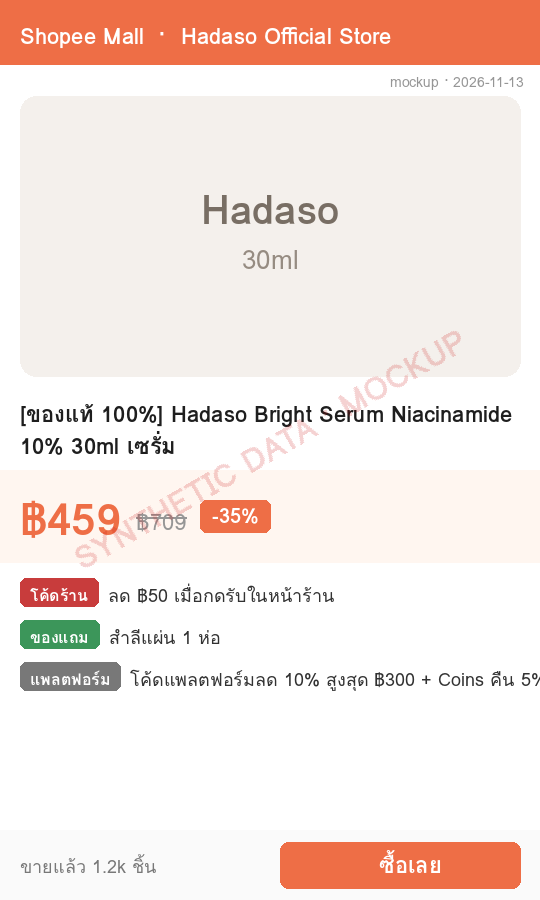 Shopee Mall · Hadaso Official Store
mockup · 2026-11-13
Hadaso
30ml
[ของแท้ 100%] Hadaso Bright Serum Niacinamide
10% 30ml เซรั่ม
฿459 ฿709 -35%
โค้ดร้าน ลด ฿50 เมื่อกดรับในหน้าร้าน
ของแถม สำลีแผ่น 1 ห่อ
แพลตฟอร์ม โค้ดแพลตฟอร์มลด 10% สูงสุด ฿300 + Coins คืน 5%
SYNTHETIC DATA · MOCKUP
ขายแล้ว 1.2k ชิ้น
ซื้อเลย